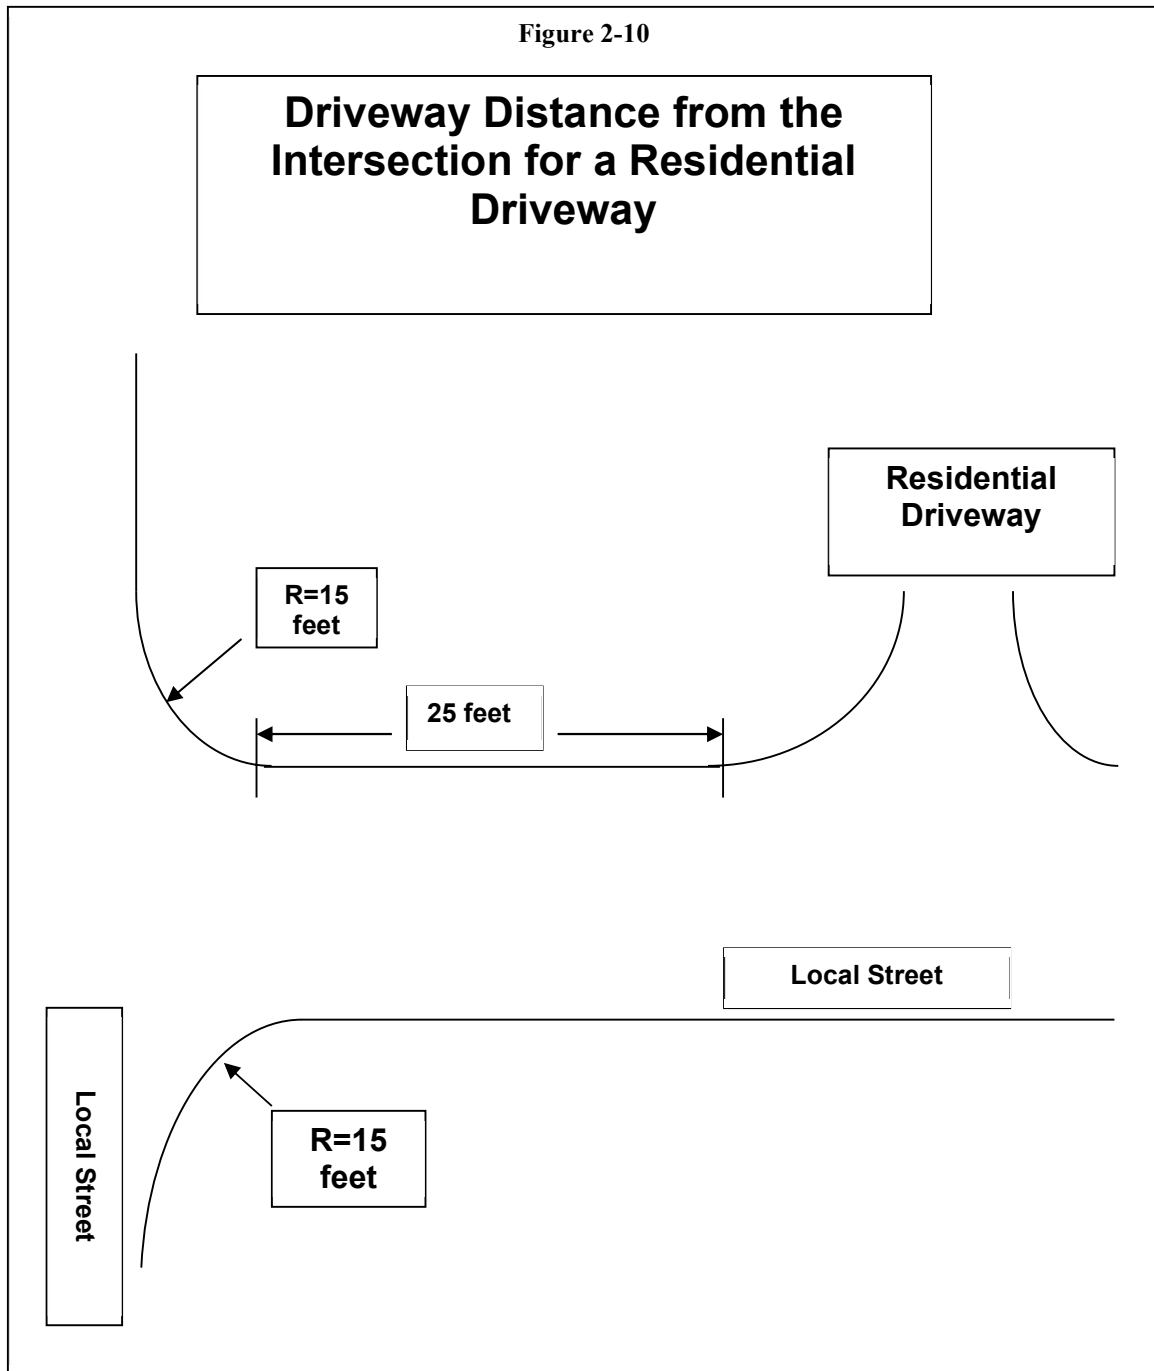 Figure 2-10
Driveway Distance from the
Intersection for a Residential
Driveway
Residential
Driveway
R=15
feet
25 feet
Local Street
Local Street
R=15
feet